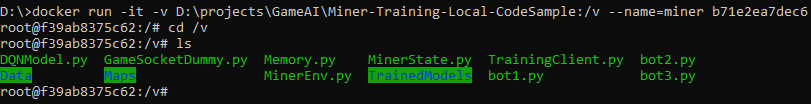 D:\>docker run -it -v D:\projects\GameAI\Miner-Training-Local-CodeSample:/v --name=miner b71e2ea7dec6
root@f39ab8375c62:/# cd /v
root@f39ab8375c62:/v# ls
DQNModel.py GameSocketDummy.py Memory.py MinerState.py TrainingClient.py bot2.py
Data Maps MinerEnv.py TrainedModels bot1.py bot3.py
root@f39ab8375c62:/v#